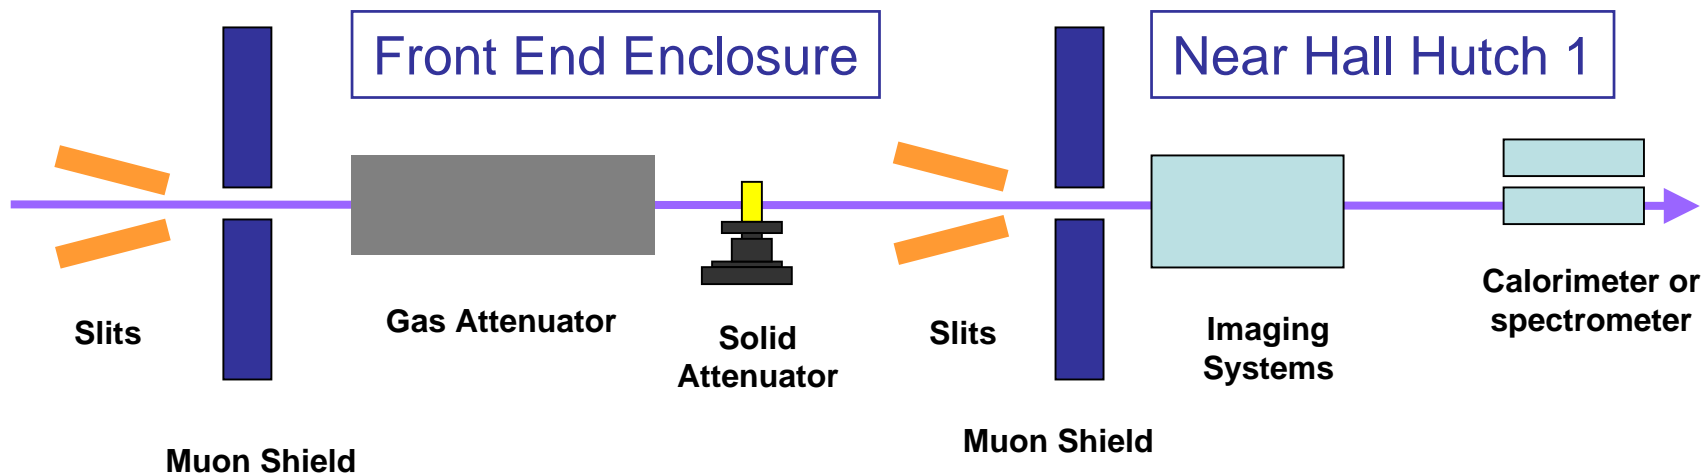 Front End Enclosure
Near Hall Hutch 1
Slits
Muon Shield
Gas Attenuator
Solid
Attenuator
Slits
Muon Shield
Imaging
Systems
Calorimeter or
spectrometer